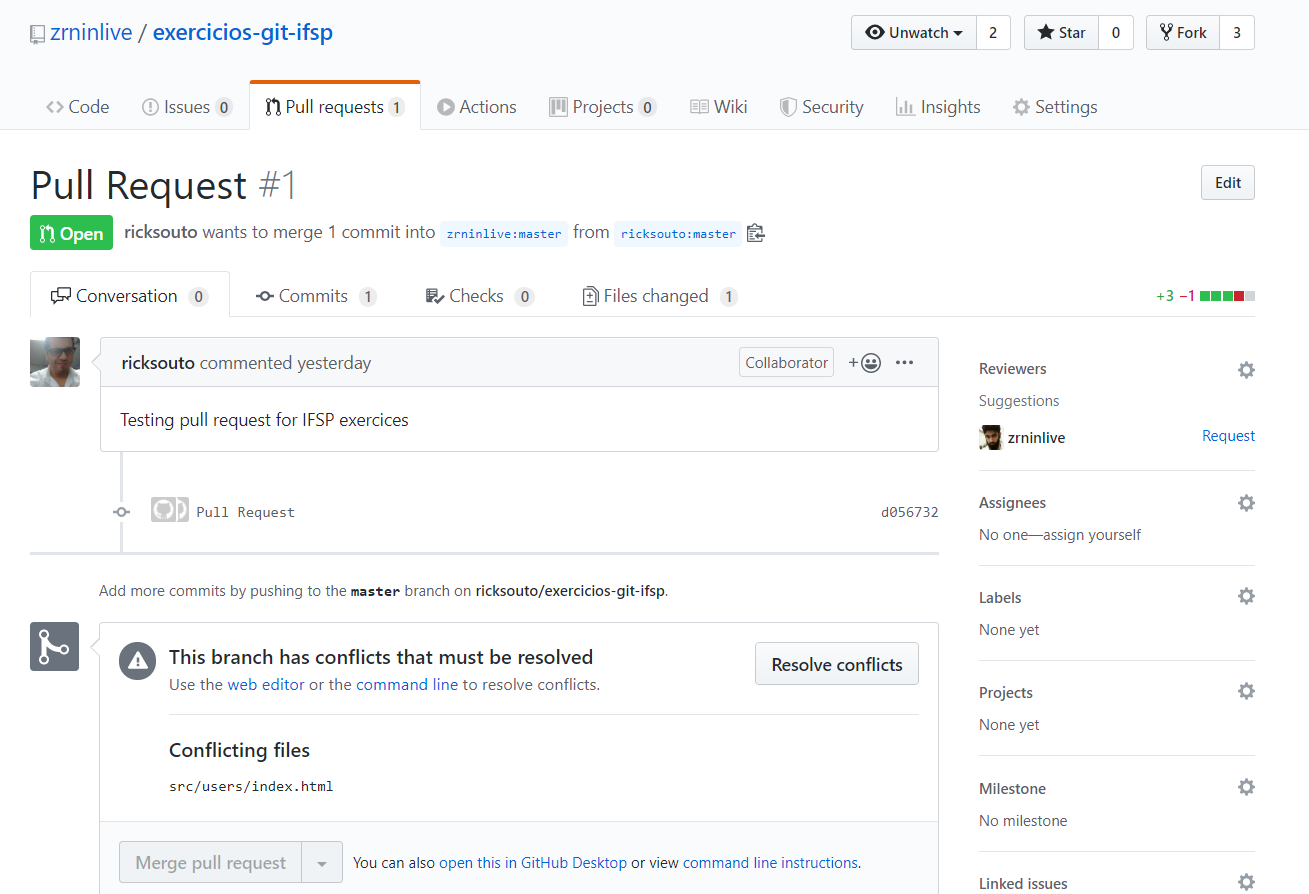 zrninlive / exercicios-git-ifsp
Unwatch 2 Star 0 Fork 3
Code Issues 0 Pull requests 1 Actions Projects 0 Wiki Security Insights Settings
Pull Request #1
Edit
Open ricksouto wants to merge 1 commit into zrninlive:master from ricksouto:master
Conversation 0 Commits 1 Checks 0 Files changed 1 +3 −1
ricksouto commented yesterday Collaborator +
Testing pull request for IFSP exercices
Pull Request d056732
Add more commits by pushing to the master branch on ricksouto/exercicios-git-ifsp.
This branch has conflicts that must be resolved
Use the web editor or the command line to resolve conflicts.
Resolve conflicts
Conflicting files
src/users/index.html
Merge pull request You can also open this in GitHub Desktop or view command line instructions.
Reviewers
Suggestions
zrninlive Request
Assignees
No one—assign yourself
Labels
None yet
Projects
None yet
Milestone
No milestone
Linked issues